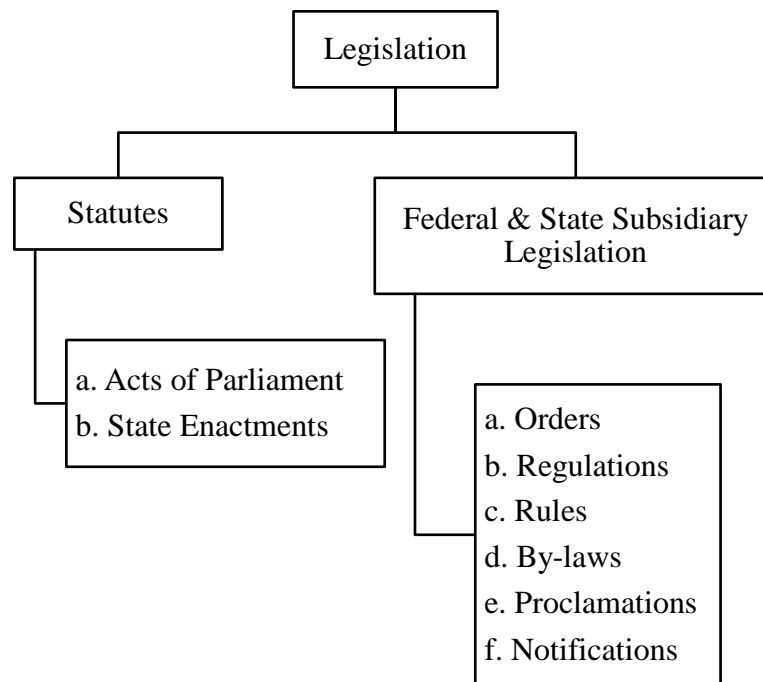 Legislation
Statutes
Federal & State Subsidiary
Legislation
a. Acts of Parliament
b. State Enactments
a. Orders
b. Regulations
c. Rules
d. By-laws
e. Proclamations
f. Notifications